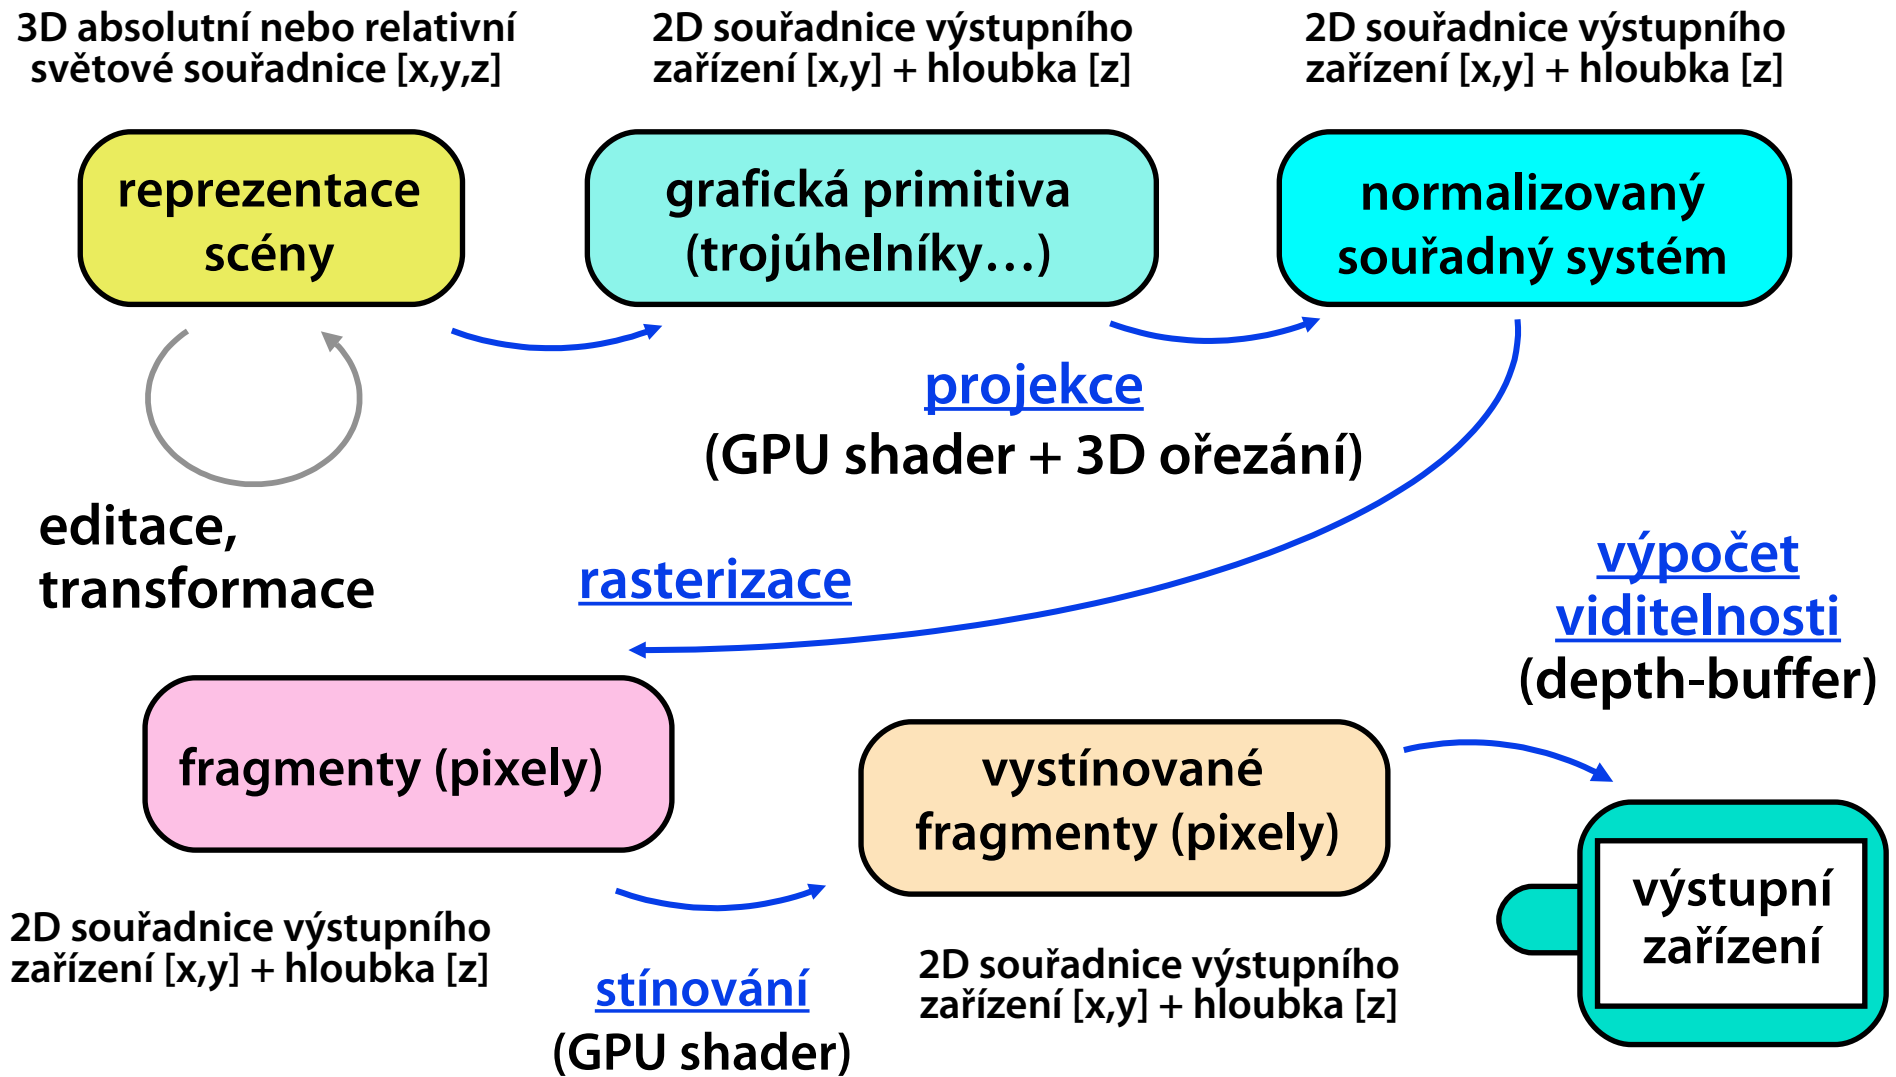 3D absolutní nebo relativní
světové souřadnice [x,y,z]
2D souřadnice výstupního
zařízení [x,y] + hloubka [z]
2D souřadnice výstupního
zařízení [x,y] + hloubka [z]
reprezentace
scény
grafická primitiva
(trojúhelníky…)
normalizovaný
souřadný systém
projekce
(GPU shader + 3D ořezání)
editace,
transformace
rasterizace
výpočet
viditelnosti
(depth-buffer)
fragmenty (pixely)
vystínované
fragmenty (pixely)
výstupní
zařízení
2D souřadnice výstupního
zařízení [x,y] + hloubka [z]
stínování
(GPU shader)
2D souřadnice výstupního
zařízení [x,y] + hloubka [z]